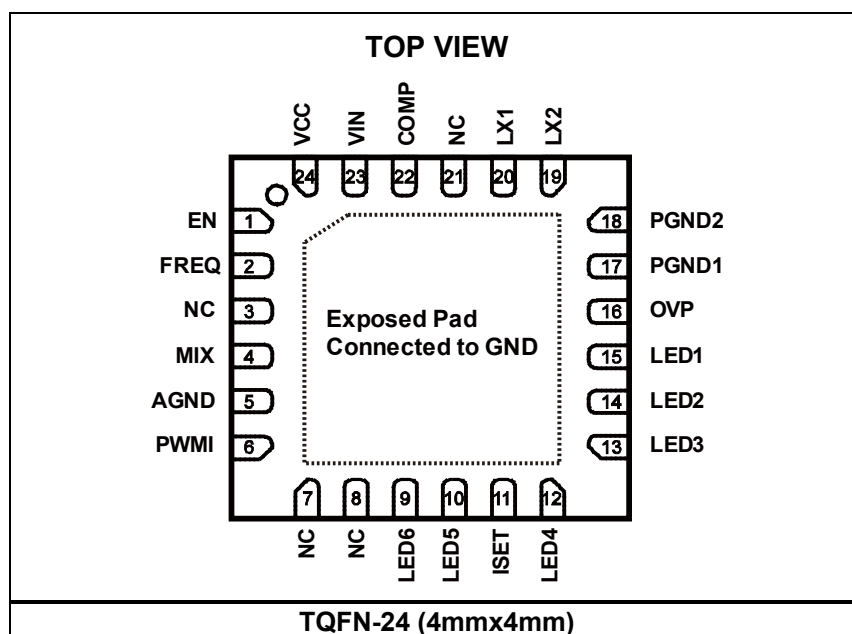 TOP VIEW
VCC
VIN
COMP
NC
LX1
LX2
24
23
22
21
20
19
EN 1
FREQ 2
NC 3
MIX 4
AGND 5
PWMI 6
18 PGND2
17 PGND1
16 OVP
15 LED1
14 LED2
13 LED3
Exposed Pad
Connected to GND
7
8
9
10
11
12
NC
NC
LED6
LED5
ISET
LED4
TQFN-24 (4mmx4mm)